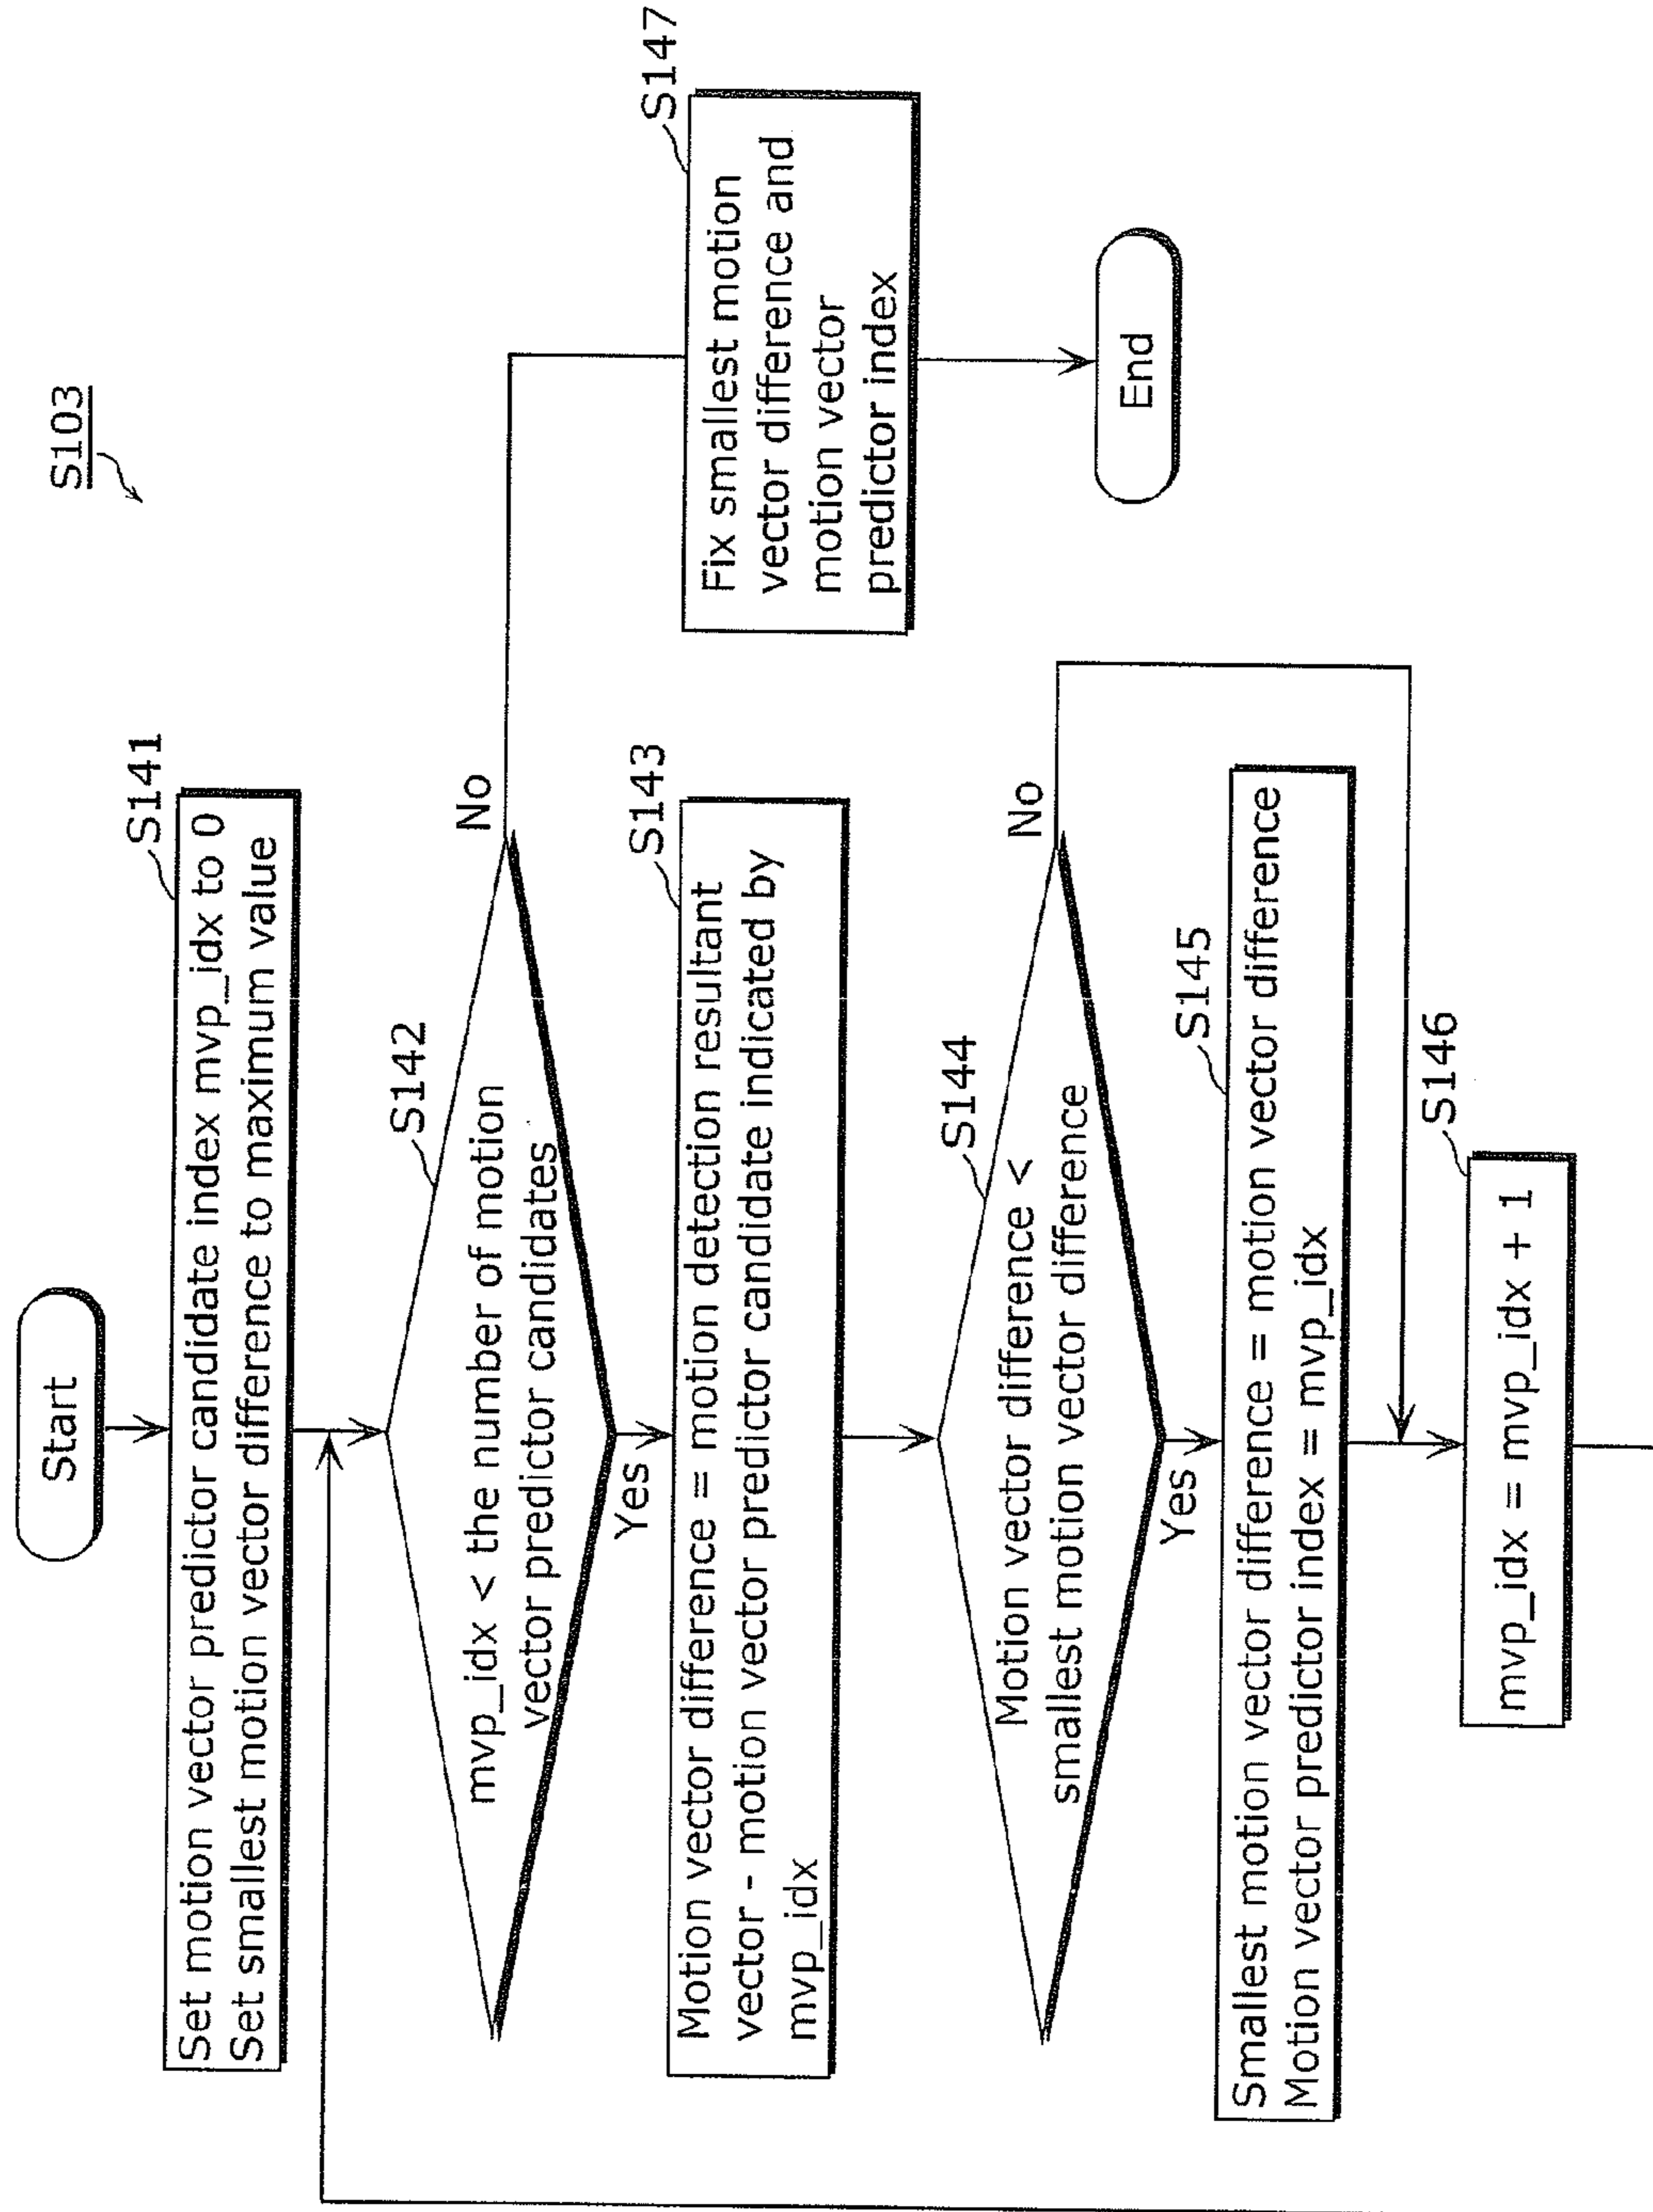 S103
Start
S141
Set motion vector predictor candidate index mvp_idx to 0
Set smallest motion vector difference to maximum value
S142
mvp_idx < the number of motion
vector predictor candidates
No
Yes
S143
Motion vector difference = motion detection resultant
vector - motion vector predictor candidate indicated by
mvp_idx
S144
Motion vector difference <
smallest motion vector difference
No
Yes
S145
Smallest motion vector difference = motion vector difference
Motion vector predictor index = mvp_idx
S146
mvp_idx = mvp_idx + 1
S147
Fix smallest motion
vector difference and
motion vector
predictor index
End